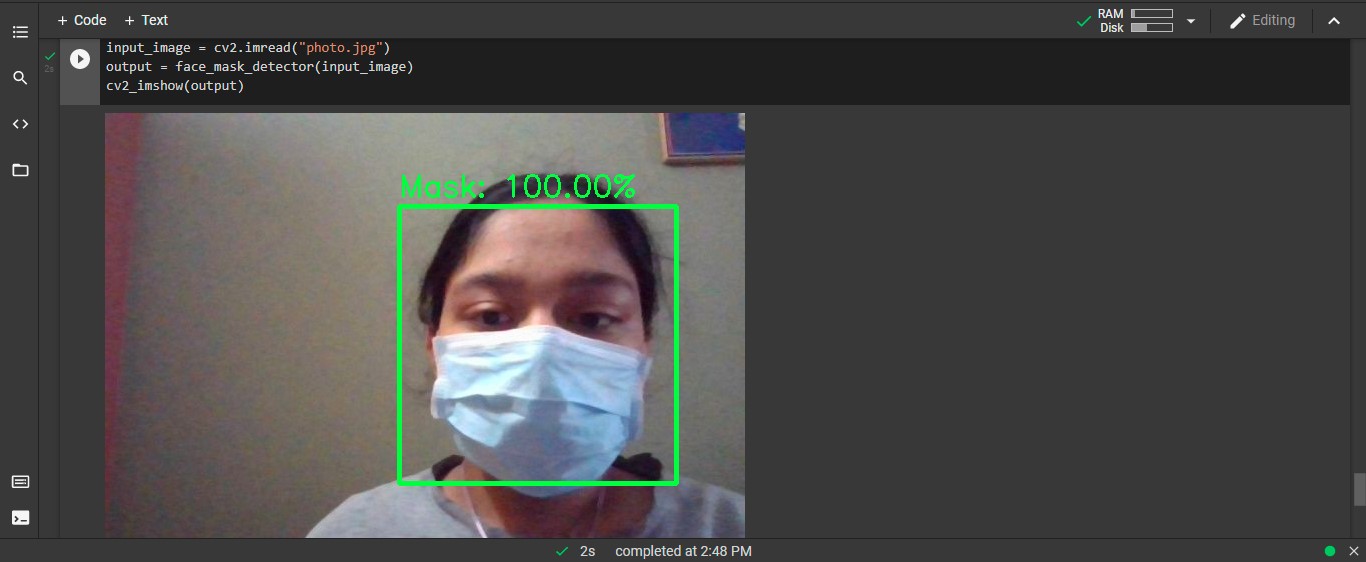 + Code + Text
RAM
Disk
Editing
2s
input_image = cv2.imread("photo.jpg")
output = face_mask_detector(input_image)
cv2_imshow(output)
Mask: 100.00%
2s completed at 2:48 PM